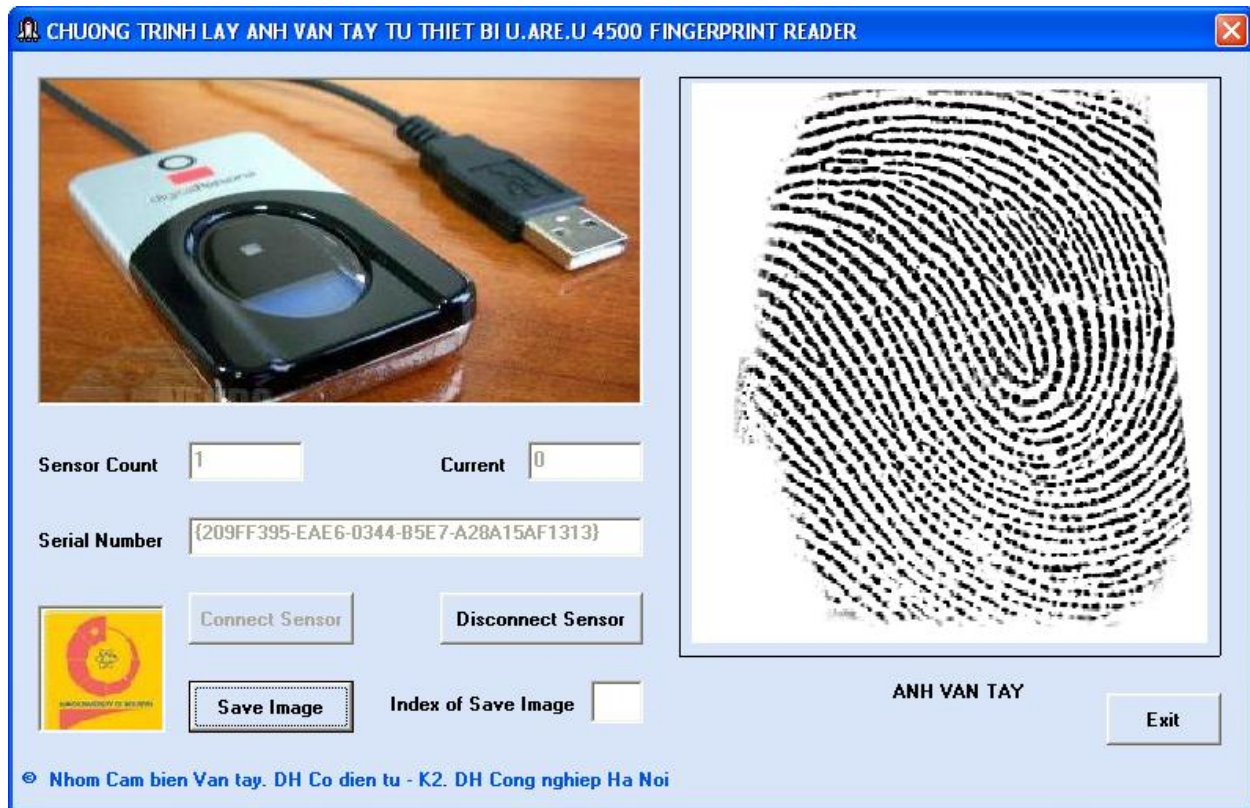 CHUONG TRINH LAY ANH VAN TAY TU THIET BI U.ARE.U 4500 FINGERPRINT READER
digitalPersona
Sensor Count 1 Current 0
Serial Number {209FF395-EAE6-0344-B5E7-A28A15AF1313}
Connect Sensor Disconnect Sensor
Save Image Index of Save Image
ANH VAN TAY
Exit
© Nhom Cam bien Van tay. DH Co dien tu - K2. DH Cong nghiep Ha Noi